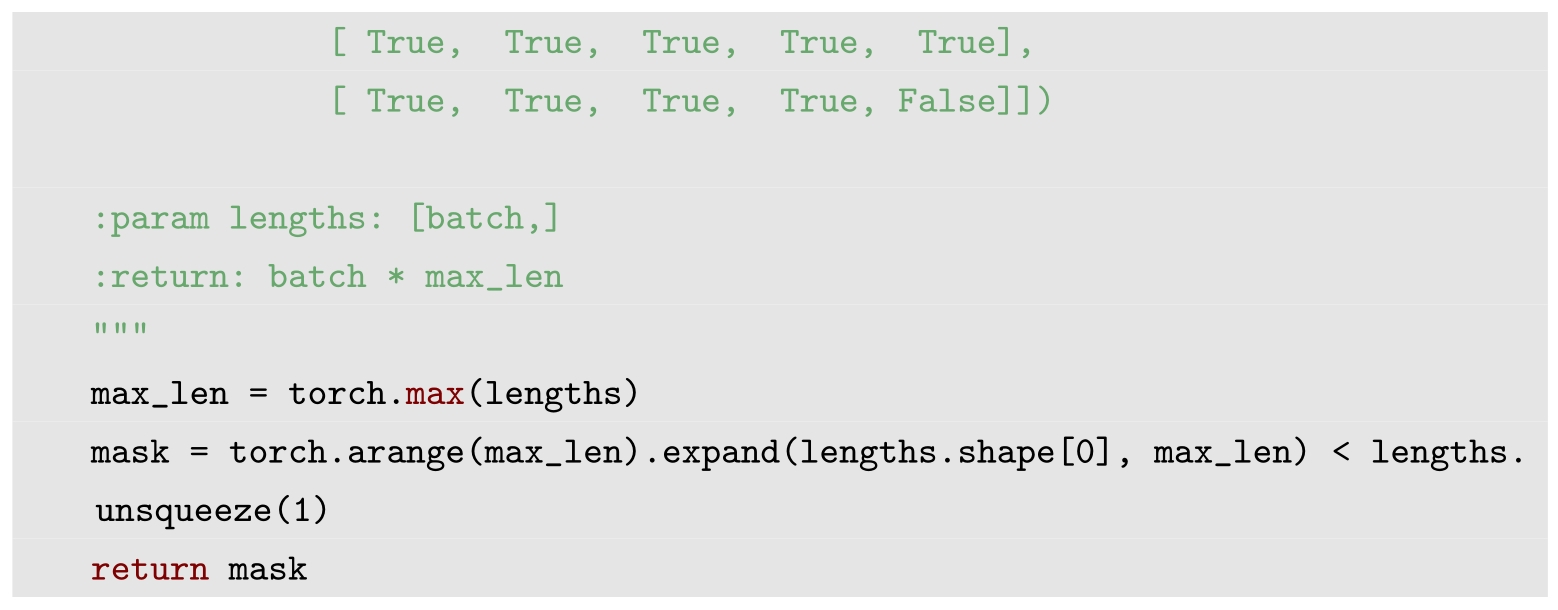 [ True,  True,  True,  True,  True],
[ True,  True,  True,  True, False]])
:param lengths: [batch,]
:return: batch * max_len
"""
max_len = torch.max(lengths)
mask = torch.arange(max_len).expand(lengths.shape[0], max_len) < lengths.
unsqueeze(1)
return mask